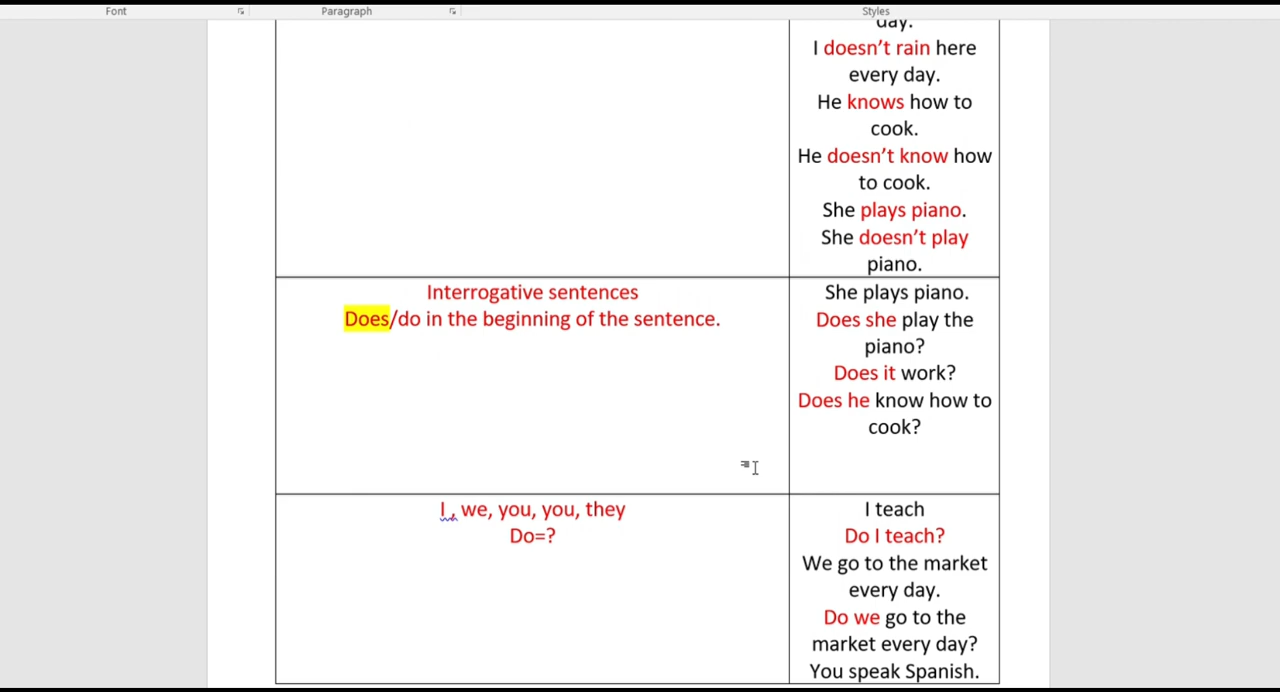 Font Paragraph Styles
day.
I doesn’t rain here
every day.
He knows how to
cook.
He doesn’t know how
to cook.
She plays piano.
She doesn’t play
piano.
Interrogative sentences
Does/do in the beginning of the sentence.
She plays piano.
Does she play the
piano?
Does it work?
Does he know how to
cook?
I , we, you, you, they
Do=?
I teach
Do I teach?
We go to the market
every day.
Do we go to the
market every day?
You speak Spanish.